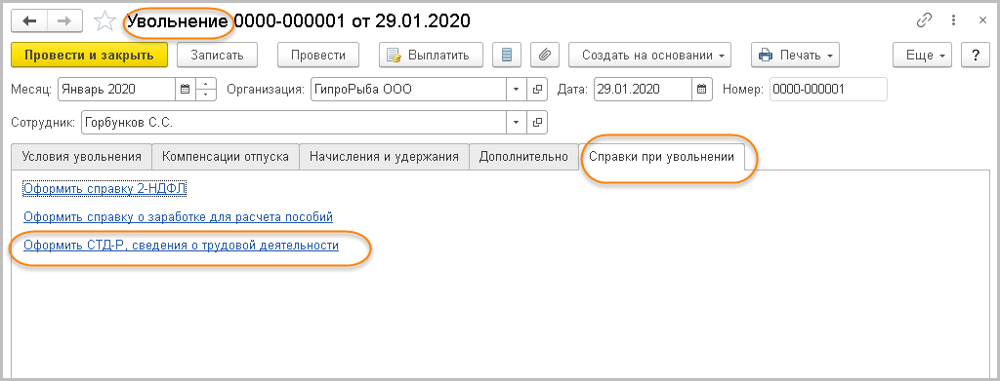 Увольнение 0000-000001 от 29.01.2020
Провести и закрыть Записать Провести Выплатить Создать на основании Печать Еще ?
Месяц: Январь 2020 Организация: ГипроРыба ООО Дата: 29.01.2020 Номер: 0000-000001
Сотрудник: Горбунков С.С.
Условия увольнения Компенсации отпуска Начисления и удержания Дополнительно Справки при увольнении
Оформить справку 2-НДФЛ
Оформить справку о заработке для расчета пособий
Оформить СТД-Р, сведения о трудовой деятельности